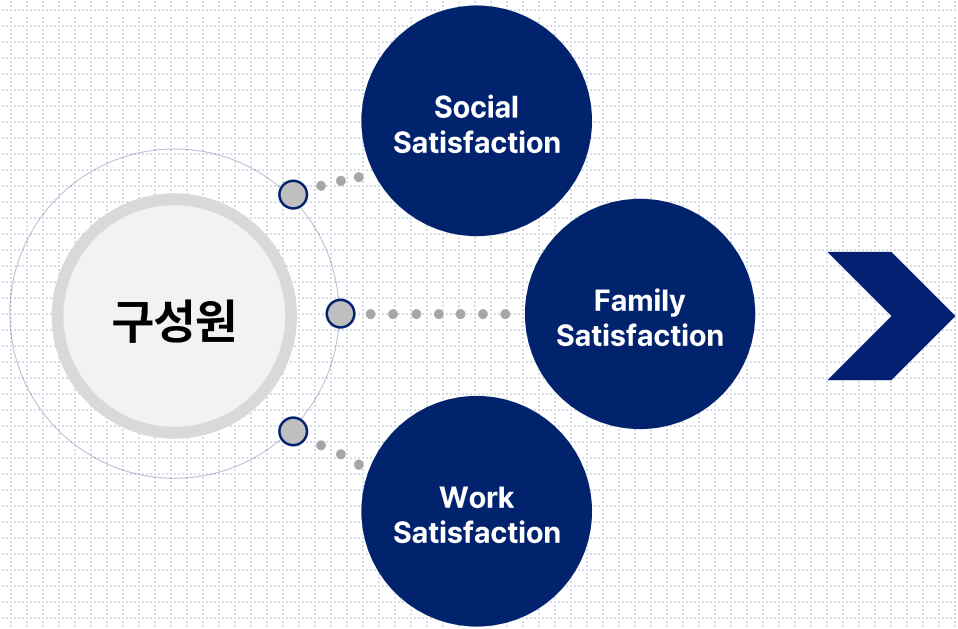 구성원
Social
Satisfaction
Family
Satisfaction
Work
Satisfaction